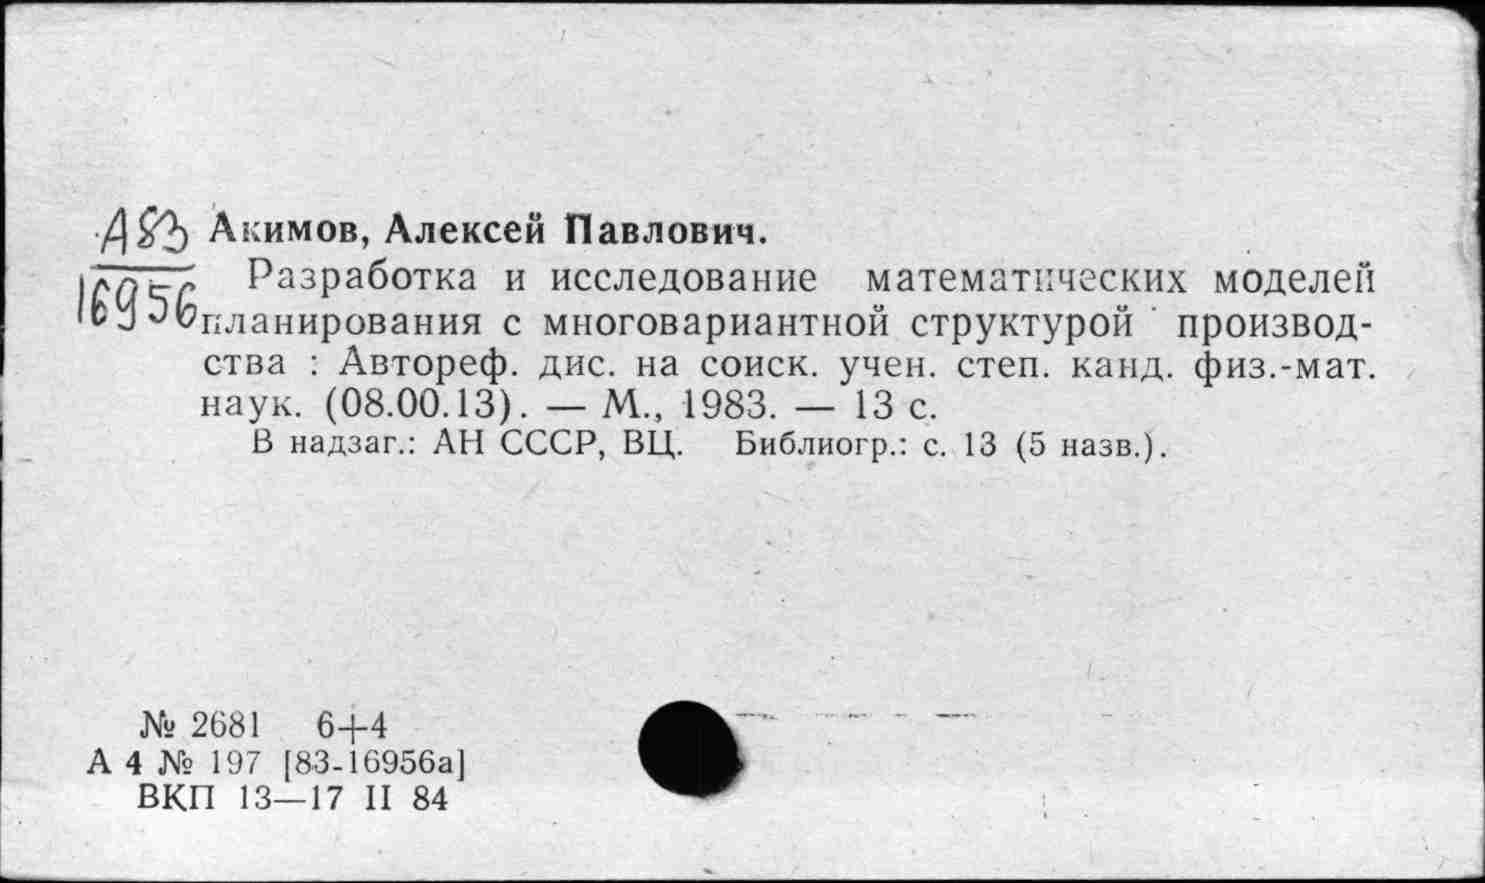 А83 Акимов, Алексей Павлович.
16956 Разработка и исследование математических моделей
планирования с многовариантной структурой производ-
ства : Автореф. дис. на соиск. учен. степ. канд. физ.-мат.
наук. (08.00.13). — М., 1983. — 13 с.
В надзаг.: АН СССР, ВЦ. Библиогр.: с. 13 (5 назв.).
№ 2681 6+4
А 4 № 197 [83-16956а]
ВКП 13—17 II 84